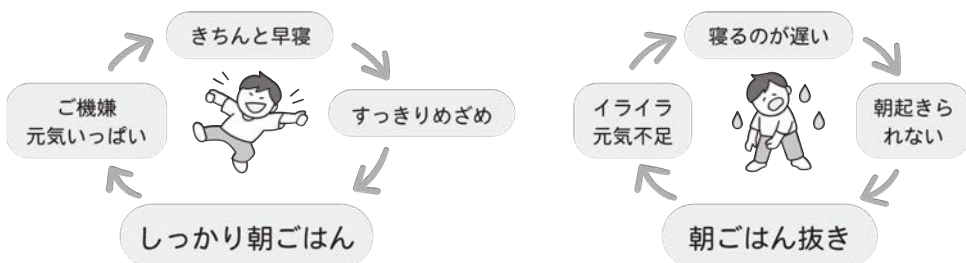 きちんと早寝
すっきりめざめ
しっかり朝ごはん
ご機嫌
元気いっぱい
寝るのが遅い
朝起きら
れない
朝ごはん抜き
イライラ
元気不足